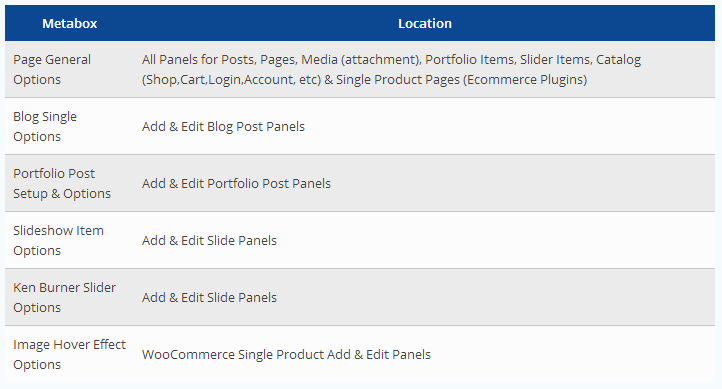 Metabox Location
Page General
Options
All Panels for Posts, Pages, Media (attachment), Portfolio Items, Slider Items, Catalog
(Shop,Cart,Login,Account, etc) & Single Product Pages (Ecommerce Plugins)
Blog Single
Options
Add & Edit Blog Post Panels
Portfolio Post
Setup & Options
Add & Edit Portfolio Post Panels
Slideshow Item
Options
Add & Edit Slide Panels
Ken Burner Slider
Options
Add & Edit Slide Panels
Image Hover Effect
Options
WooCommerce Single Product Add & Edit Panels